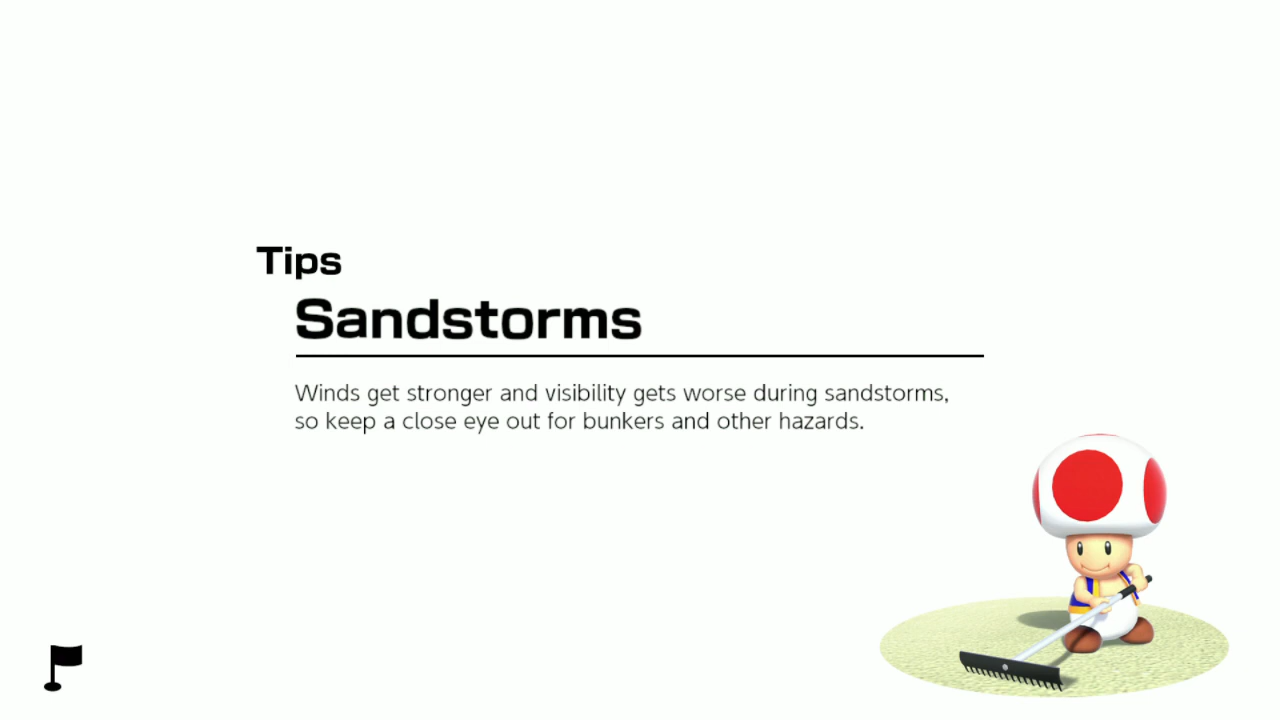 Tips
Sandstorms
Winds get stronger and visibility gets worse during sandstorms,
so keep a close eye out for bunkers and other hazards.